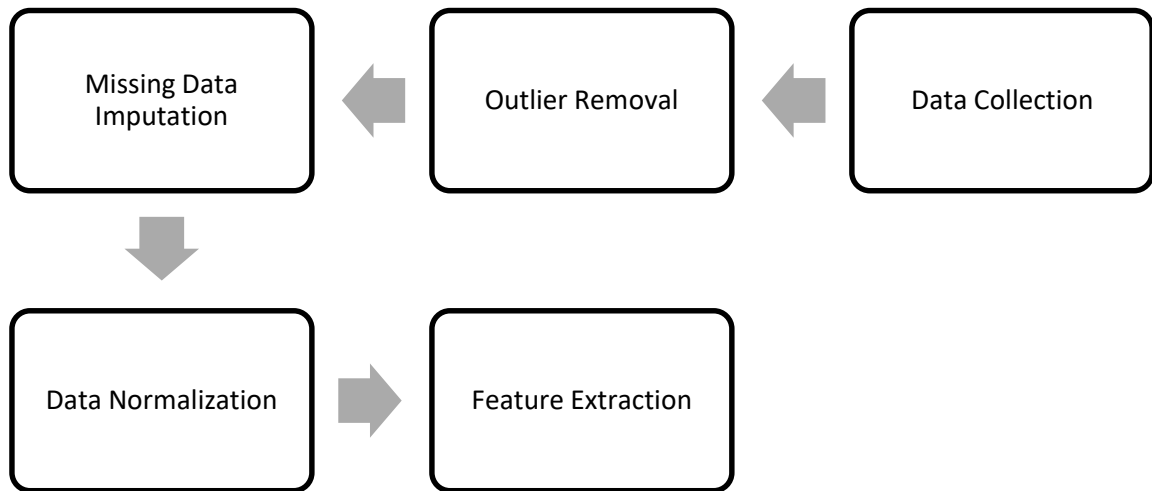 Missing Data
Imputation
Outlier Removal
Data Collection
Data Normalization
Feature Extraction